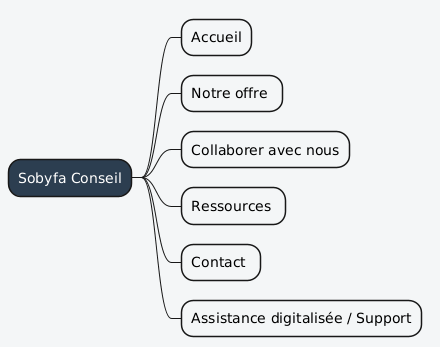 Accueil
Notre offre
Collaborer avec nous
Sobyfa Conseil
Ressources
Contact
Assistance digitalisée / Support